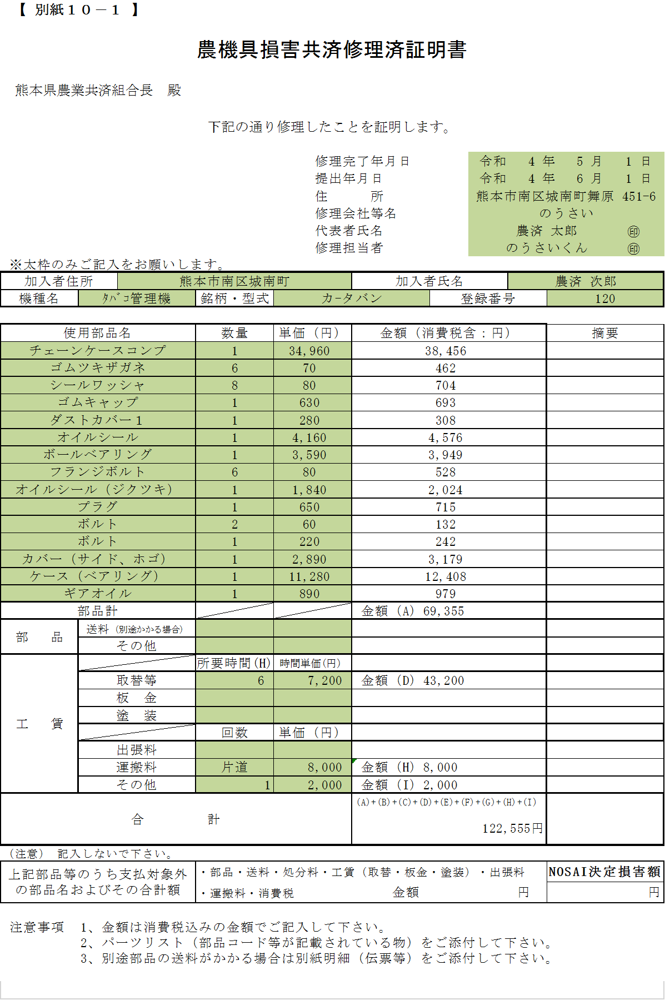 【 別紙１０－１ 】
農機具損害共済修理済証明書
熊本県農業共済組合長　殿
下記の通り修理したことを証明します。
修理完了年月日 令和 4 年 5 月 1 日
提出年月日 令和 4 年 6 月 1 日
住　　　所 熊本市南区城南町舞原 451-6
修理会社等名 のうさい
代表者氏名 農済 太郎 ㊞
修理担当者 のうさいくん ㊞
※太枠のみご記入をお願いします。
加入者住所 熊本市南区城南町 加入者氏名 農済 次郎
機種名 ﾀﾊﾞｺ管理機 銘柄・型式 カｰタバン 登録番号 120
使用部品名 数量 単価（円） 金額（消費税含：円） 摘要
チェーンケースコンプ 1 34,960 38,456
ゴムツキザガネ 6 70 462
シールワッシャ 8 80 704
ゴムキャップ 1 630 693
ダストカバー１ 1 280 308
オイルシール 1 4,160 4,576
ボールベアリング 1 3,590 3,949
フランジボルト 6 80 528
オイルシール（ジクツキ） 1 1,840 2,024
プラグ 1 650 715
ボルト 2 60 132
ボルト 1 220 242
カバー（サイド、ホゴ） 1 2,890 3,179
ケース（ベアリング） 1 11,280 12,408
ギアオイル 1 890 979
部品計 金額（A）69,355
部　品 送料（別途かかる場合）
その他
所要時間(H) 時間単価(円)
取替等 6 7,200 金額（D）43,200
板　金
塗　装
工　賃
回数 単価（円）
出張料
運搬料 片道 8,000 金額（H）8,000
その他 1 2,000 金額（I）2,000
(A)+(B)+(C)+(D)+(E)+(F)+(G)+(H)+(I)
合　　　計 122,555円
（注意） 記入しないで下さい。
上記部品等のうち支払対象外の部品名およびその合計額 ・部品・送料・処分料・工賃（取替・板金・塗装）・出張料 NOSAI決定損害額
・運搬料・消費税 金額 円 円
注意事項 1、金額は消費税込みの金額でご記入して下さい。
2、パーツリスト（部品コード等が記載されている物）をご添付して下さい。
3、別途部品の送料がかかる場合は別紙明細（伝票等）をご添付して下さい。